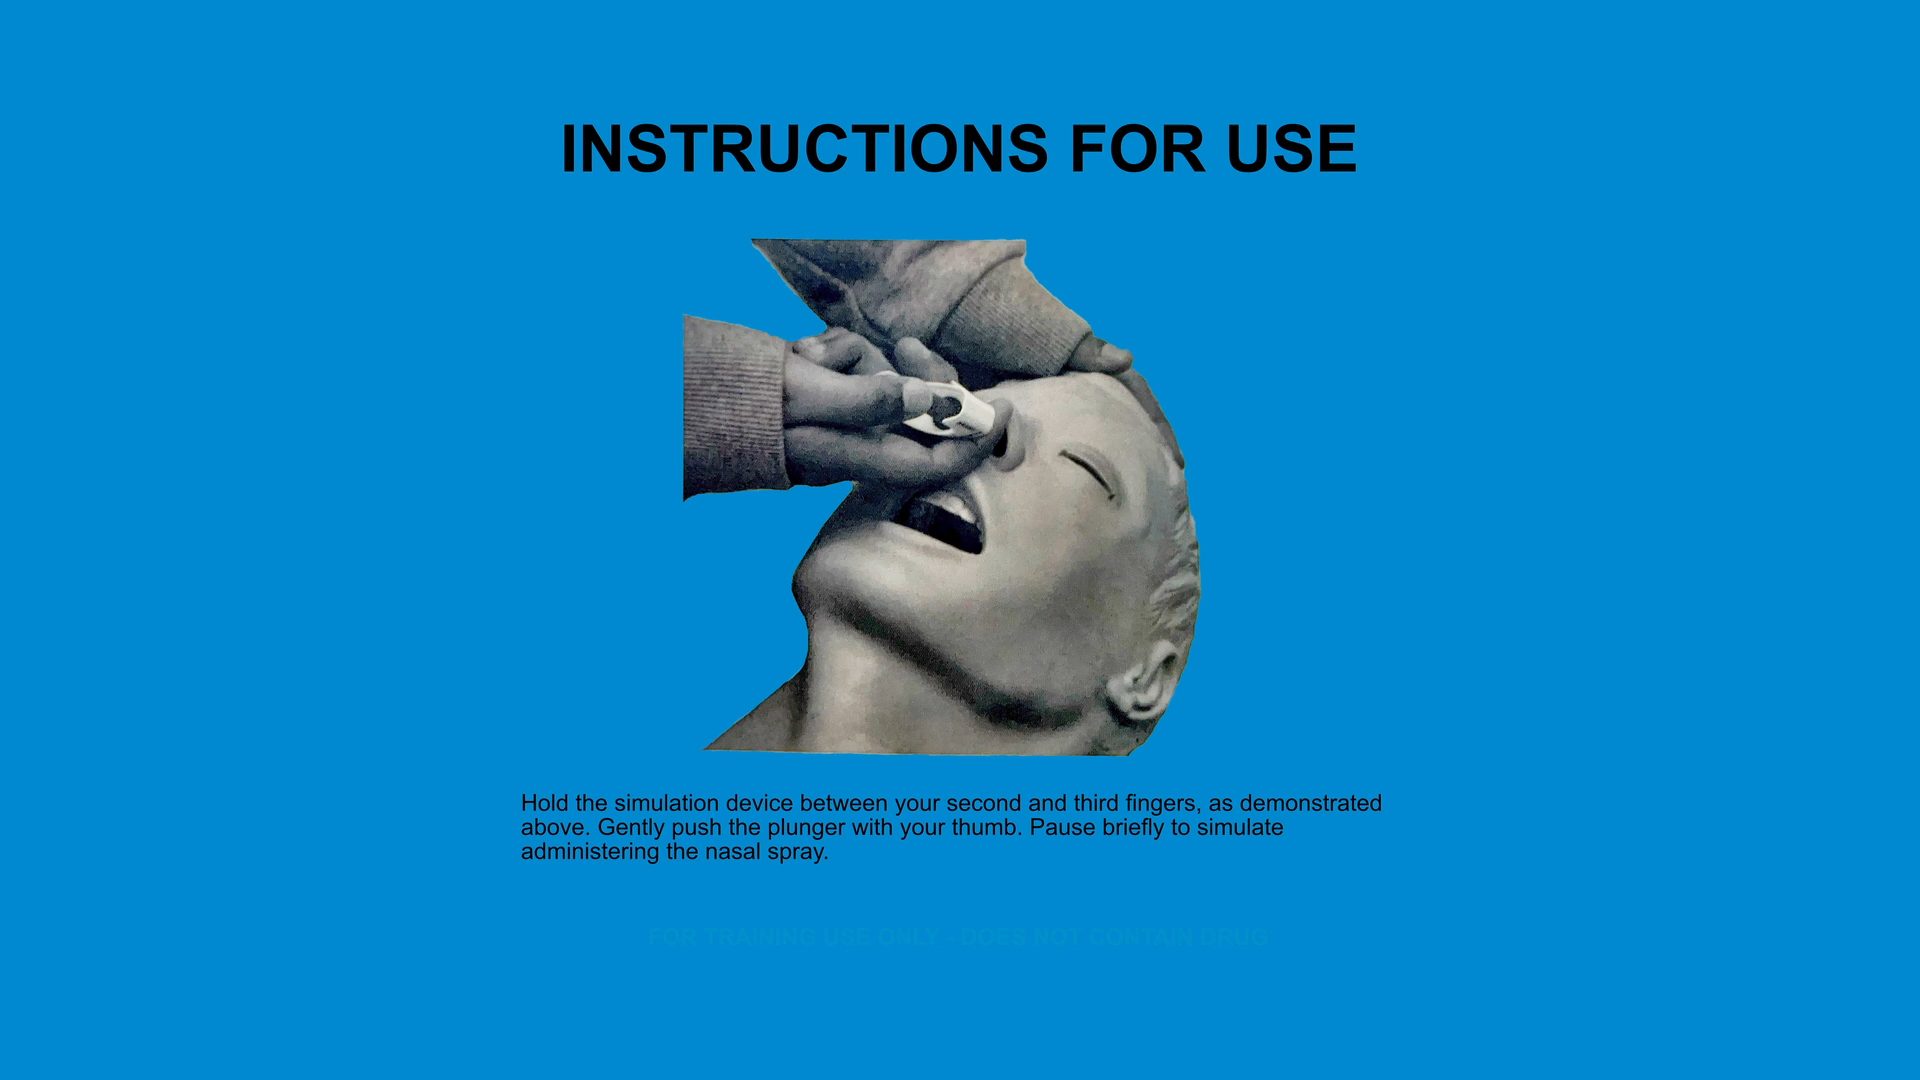 INSTRUCTIONS FOR USE
Hold the simulation device between your second and third fingers, as demonstrated
above. Gently push the plunger with your thumb. Pause briefly to simulate
administering the nasal spray.
FOR TRAINING USE ONLY - DOES NOT CONTAIN DRUG